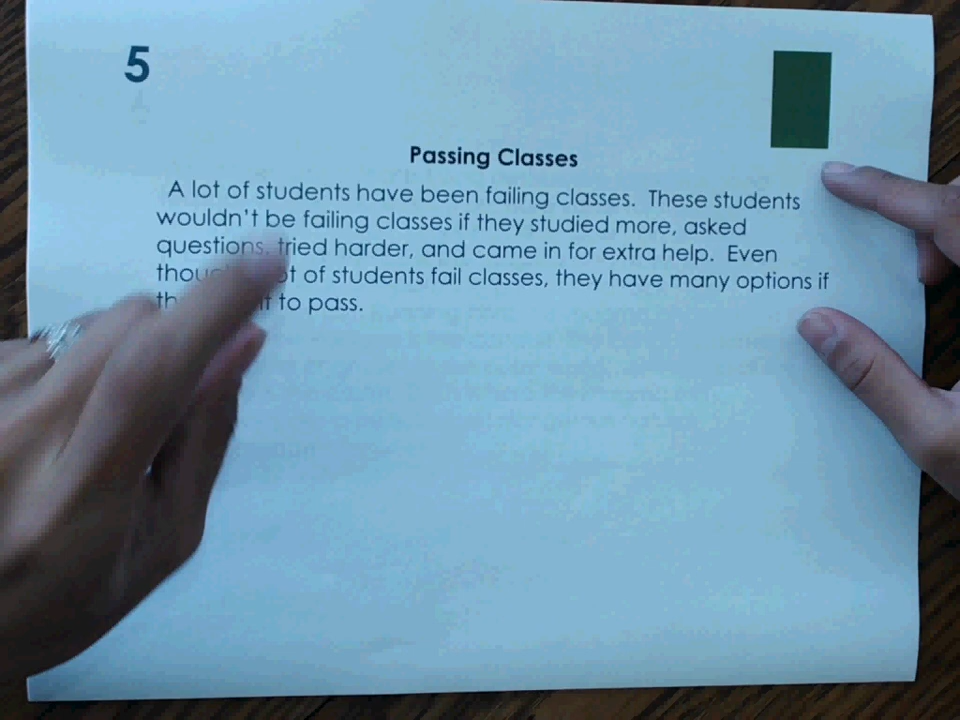 5
Passing Classes
A lot of students have been failing classes. These students
wouldn't be failing classes if they studied more, asked
questions, tried harder, and came in for extra help. Even
of students fail classes, they have many options if
to pass.